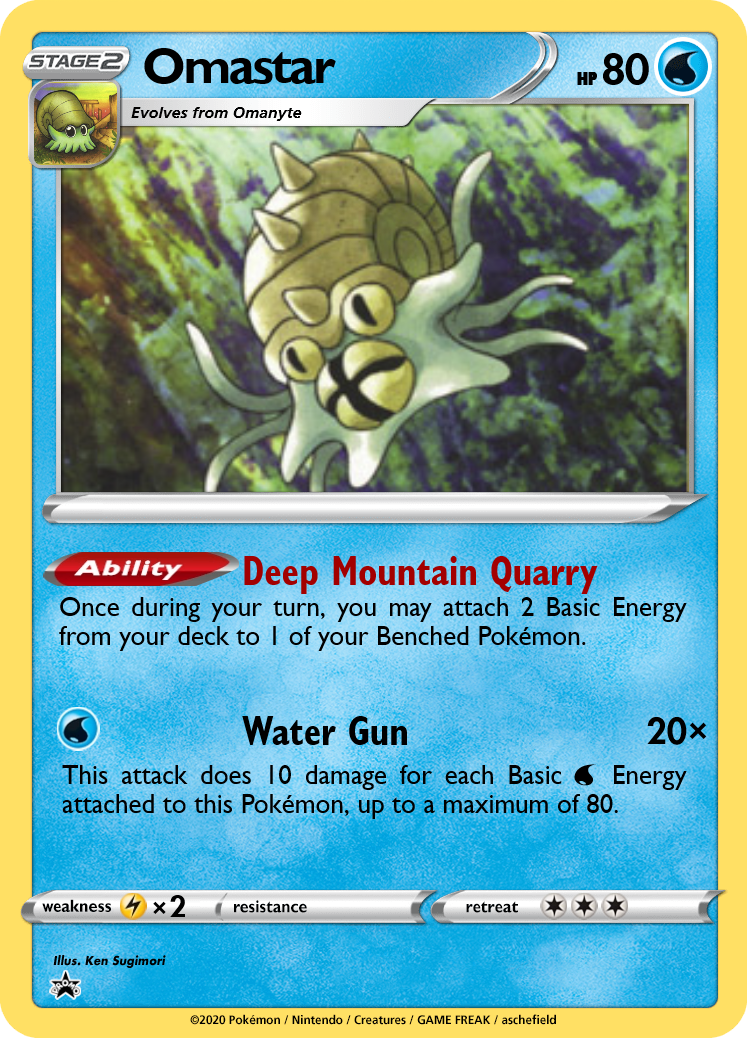 STAGE2
Omastar
HP 80
Evolves from Omanyte
Ability
Deep Mountain Quarry
Once during your turn, you may attach 2 Basic Energy
from your deck to 1 of your Benched Pokémon.
Water Gun 20×
This attack does 10 damage for each Basic Energy
attached to this Pokémon, up to a maximum of 80.
weakness ×2 resistance retreat
Illus. Ken Sugimori
PROMO
©2020 Pokémon / Nintendo / Creatures / GAME FREAK / aschefield